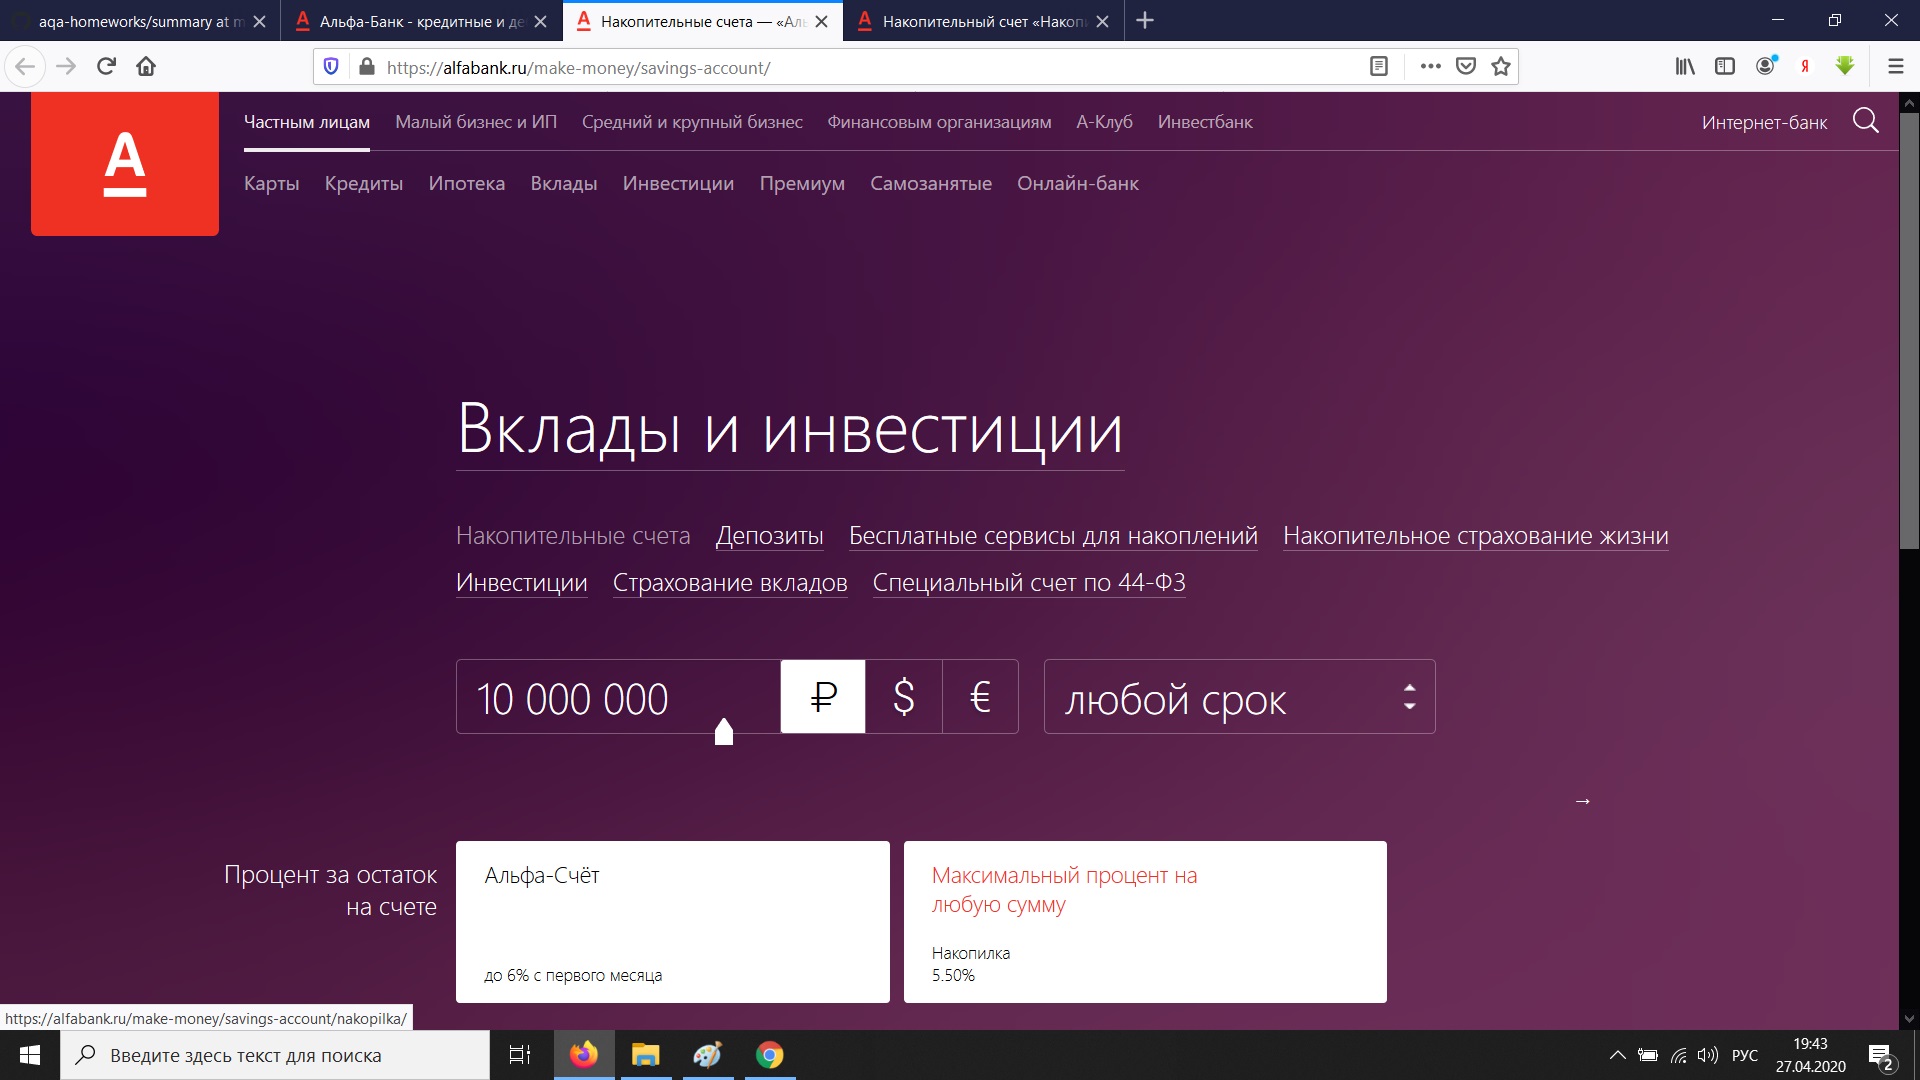 aqa-homeworks/summary at m
Альфа-Банк - кредитные и де
Накопительные счета — «Аль
Накопительный счет «Накопи
https://alfabank.ru/make-money/savings-account/
Частным лицам Малый бизнес и ИП Средний и крупный бизнес Финансовым организациям А-Клуб Инвестбанк
Интернет-банк
А
Карты Кредиты Ипотека Вклады Инвестиции Премиум Самозанятые Онлайн-банк
Вклады и инвестиции
Накопительные счета Депозиты Бесплатные сервисы для накоплений Накопительное страхование жизни
Инвестиции Страхование вкладов Специальный счет по 44-ФЗ
10 000 000 ₽ $ € любой срок
→
Процент за остаток
на счете
Альфа-Счёт
до 6% с первого месяца
Максимальный процент на
любую сумму
Накопилка
5.50%
https://alfabank.ru/make-money/savings-account/nakopilka/
Введите здесь текст для поиска
РУС
19:43
27.04.2020
2